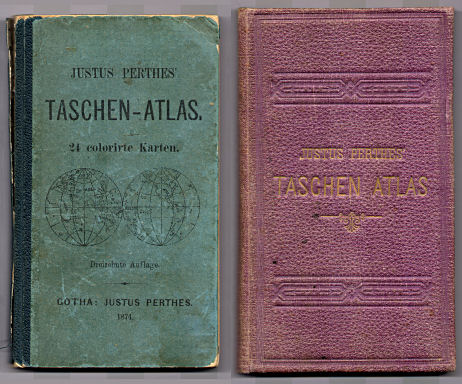 JUSTUS PERTHES'
TASCHEN-ATLAS.
24 colorirte Karten.
Dreizehnte Auflage.
GOTHA: JUSTUS PERTHES.
1874.
JUSTUS PERTHES'
TASCHEN ATLAS